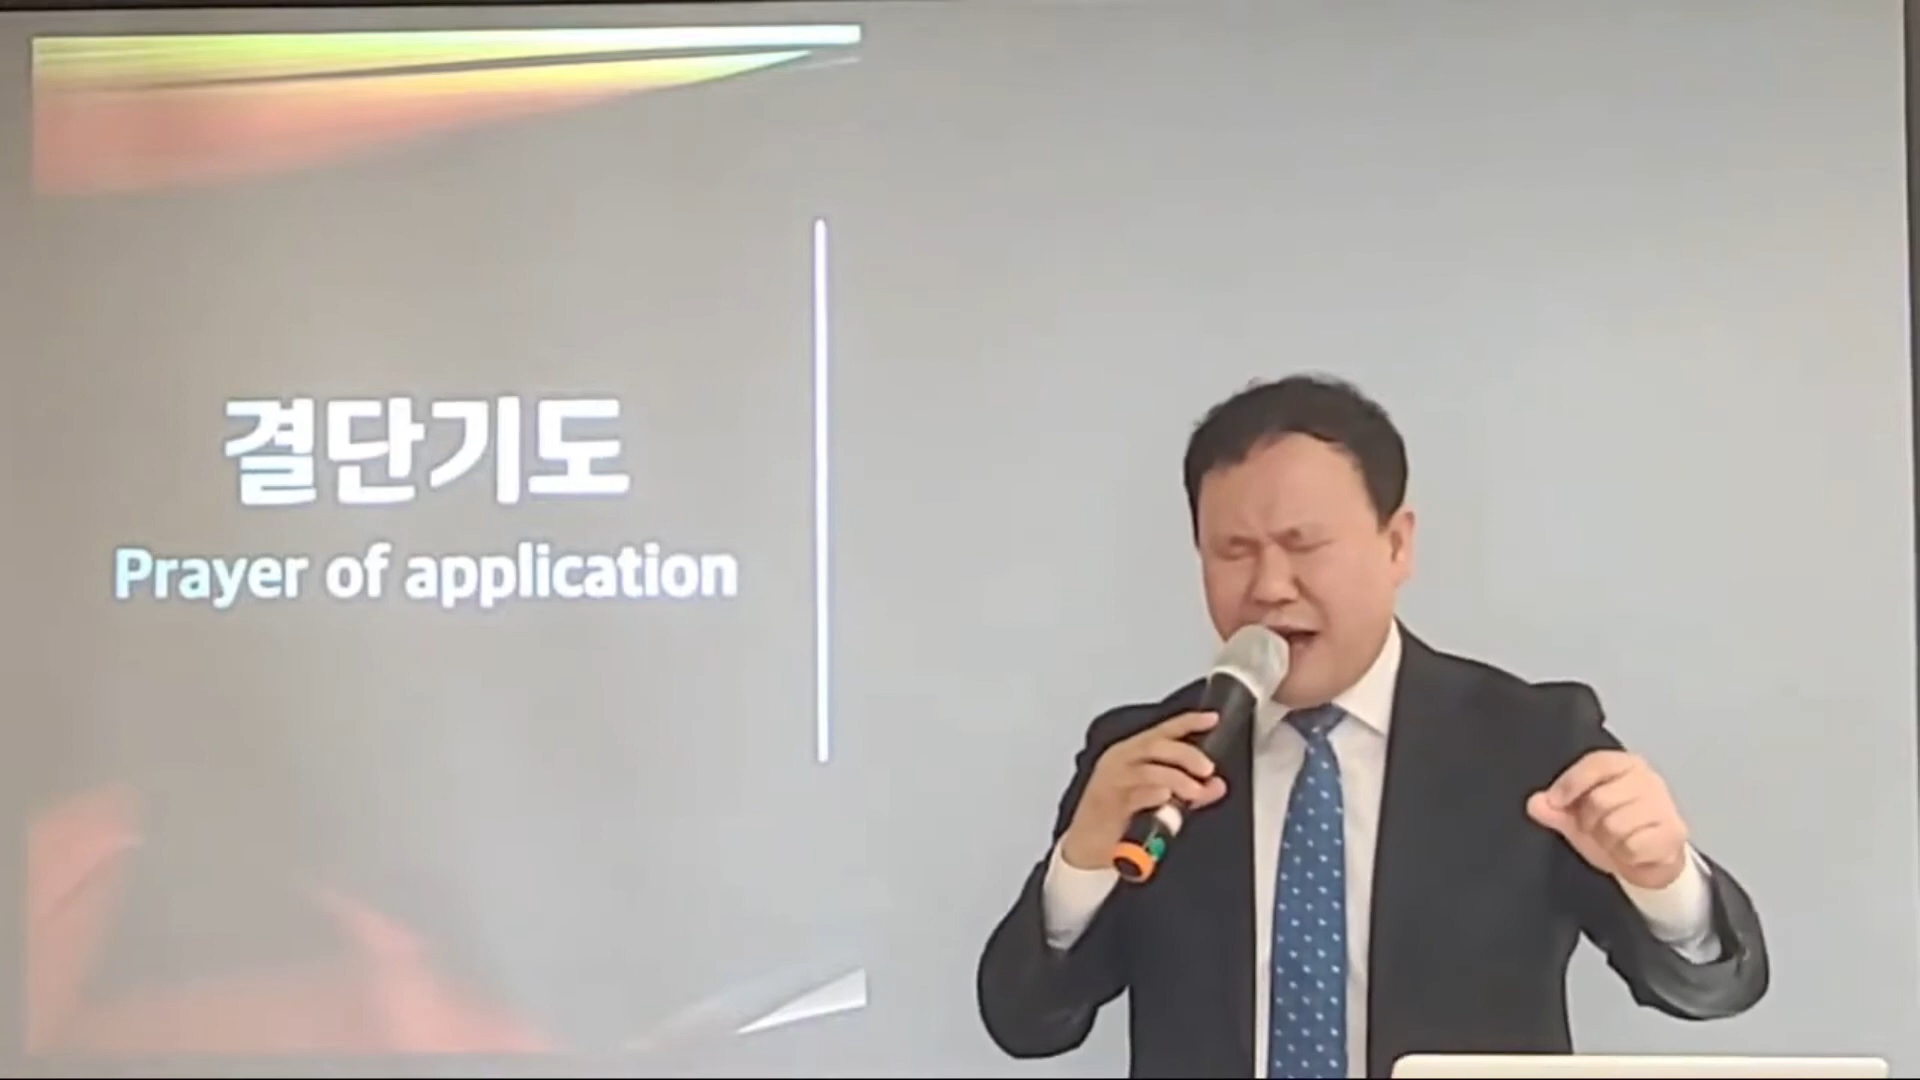 결단기도
Prayer of application